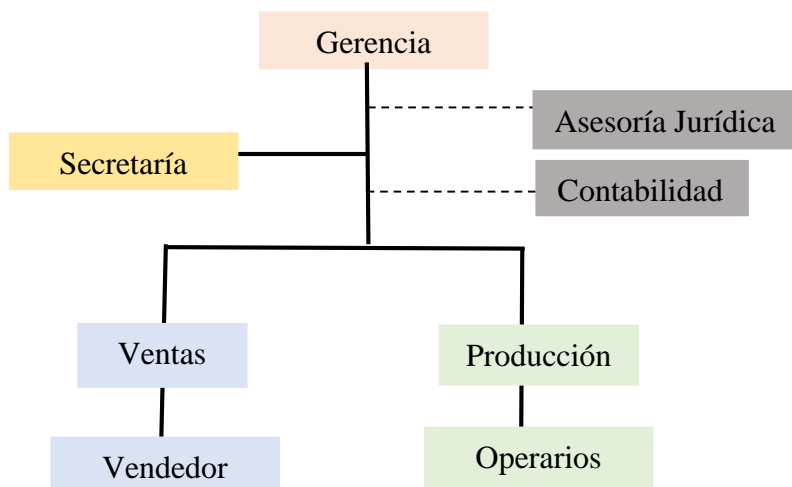 Gerencia
Asesoría Jurídica
Secretaría
Contabilidad
Ventas
Producción
Vendedor
Operarios